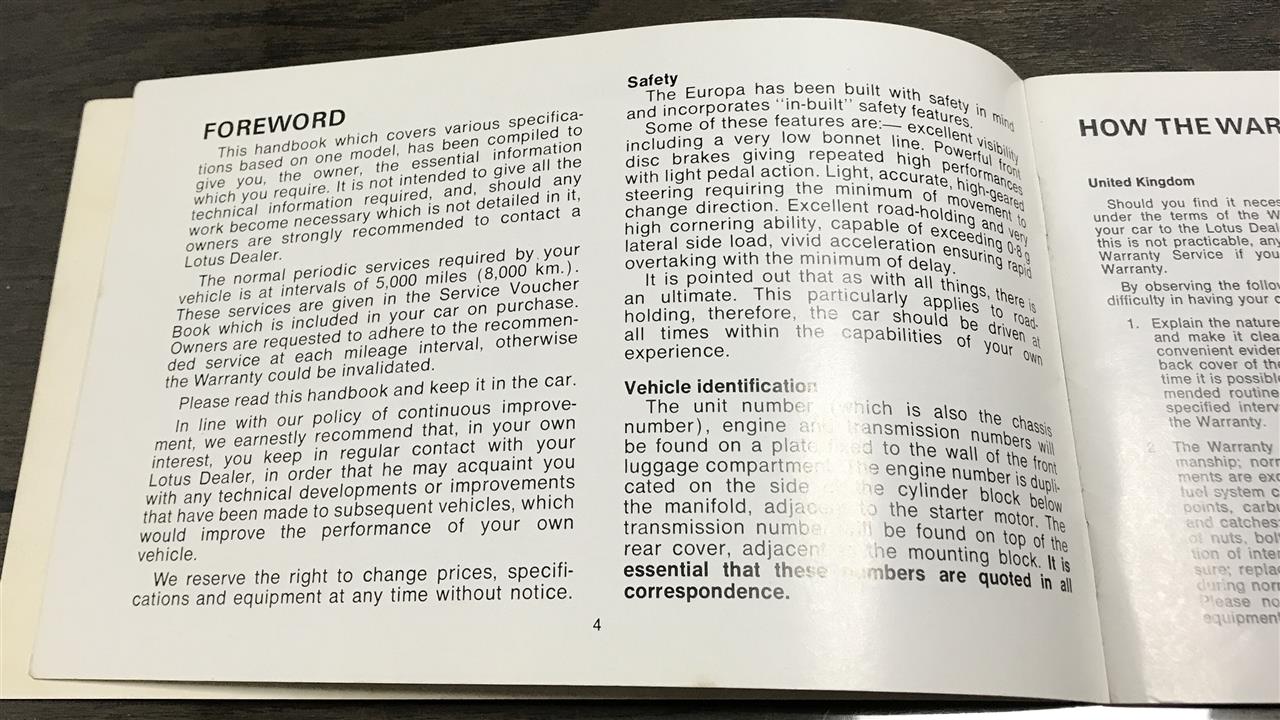 FOREWORD
This handbook which covers various specifica-
tions based on one model, has been compiled to
give you, the owner, the essential information
which you require. It is not intended to give all the
technical information required, and, should any
work become necessary which is not detailed in it,
owners are strongly recommended to contact a
Lotus Dealer.
The normal periodic services required by your
vehicle is at intervals of 5,000 miles (8,000 km.).
These services are given in the Service Voucher
Book which is included in your car on purchase.
Owners are requested to adhere to the recommen-
ded service at each mileage interval, otherwise
the Warranty could be invalidated.
Please read this handbook and keep it in the car.
In line with our policy of continuous improve-
ment, we earnestly recommend that, in your own
interest, you keep in regular contact with your
Lotus Dealer, in order that he may acquaint you
with any technical developments or improvements
that have been made to subsequent vehicles, which
would improve the performance of your own
vehicle.
We reserve the right to change prices, specifi-
cations and equipment at any time without notice.
Safety
The Europa has been built with safety in mind
and incorporates "in-built" safety features.
Some of these features are:— excellent visibility
including a very low bonnet line. Powerful front
disc brakes giving repeated high performances
with light pedal action. Light, accurate, high-geared
steering requiring the minimum of movement to
change direction. Excellent road-holding and very
high cornering ability, capable of exceeding 0·8 g
lateral side load, vivid acceleration ensuring rapid
overtaking with the minimum of delay.
It is pointed out that as with all things, there is
an ultimate. This particularly applies to road-
holding, therefore, the car should be driven at
all times within the capabilities of your own
experience.
Vehicle identification
The unit number (which is also the chassis
number), engine and transmission numbers will
be found on a plate fixed to the wall of the front
luggage compartment. The engine number is dupli-
cated on the side of the cylinder block below
the manifold, adjacent to the starter motor. The
transmission number will be found on top of the
rear cover, adjacent to the mounting block. It is
essential that these numbers are quoted in all
correspondence.
4
HOW THE WAR
United Kingdom
Should you find it neces
under the terms of the W
your car to the Lotus Deal
this is not practicable, any
Warranty Service if you
Warranty.
By observing the follow
difficulty in having your c
1. Explain the nature
and make it clea
convenient eviden
back cover of the
time it is possible
mended routine
specified interv
the Warranty.
2. The Warranty
manship; norm
ments are exc
fuel system c
points, carbu
and catches
of nuts, bol
tion of inter
sure; replac
during norm
Please no
equipment